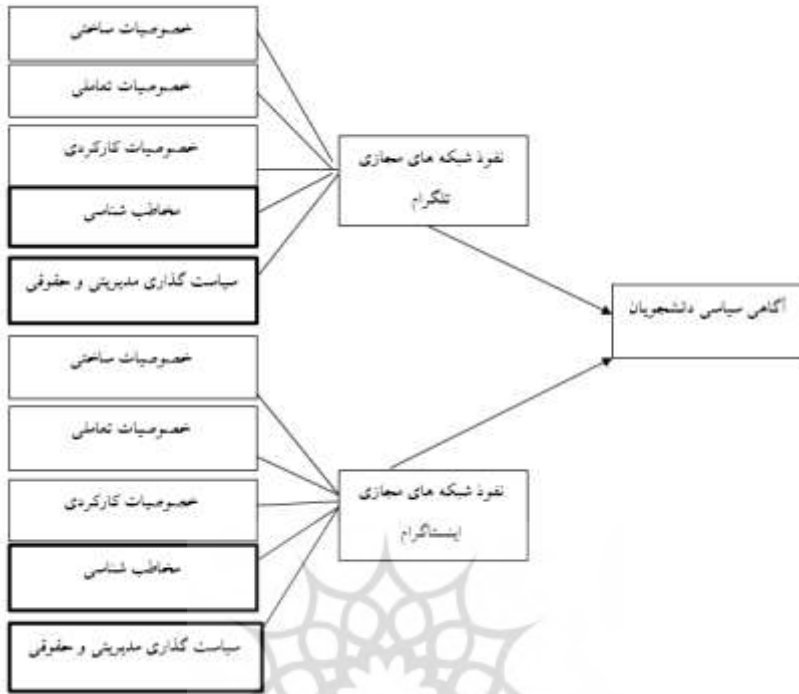 خصوصیات ساختی
خصوصیات تعاملی
خصوصیات کارکردی
مخاطب شناسی
سیاست گذاری مدیریتی و حقوقی
نفوذ شبکه های مجازی
تلگرام
آگاهی سیاسی دانشجویان
خصوصیات ساختی
خصوصیات تعاملی
خصوصیات کارکردی
مخاطب شناسی
سیاست گذاری مدیریتی و حقوقی
نفوذ شبکه های مجازی
اینستاگرام